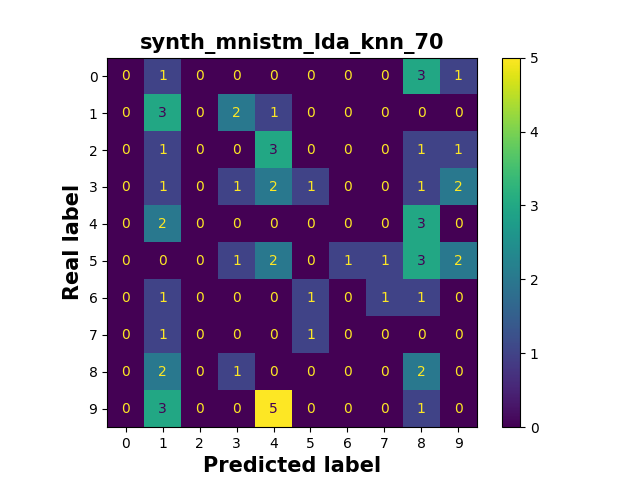 synth_mnistm_lda_knn_70
Real label
0 0 1 0 0 0 0 0 0 3 1
1 0 3 0 2 1 0 0 0 0 0
2 0 1 0 0 3 0 0 0 1 1
3 0 1 0 1 2 1 0 0 1 2
4 0 2 0 0 0 0 0 0 3 0
5 0 0 0 1 2 0 1 1 3 2
6 0 1 0 0 0 1 0 1 1 0
7 0 1 0 0 0 1 0 0 0 0
8 0 2 0 1 0 0 0 0 2 0
9 0 3 0 0 5 0 0 0 1 0
0 1 2 3 4 5 6 7 8 9
Predicted label
5
4
3
2
1
0